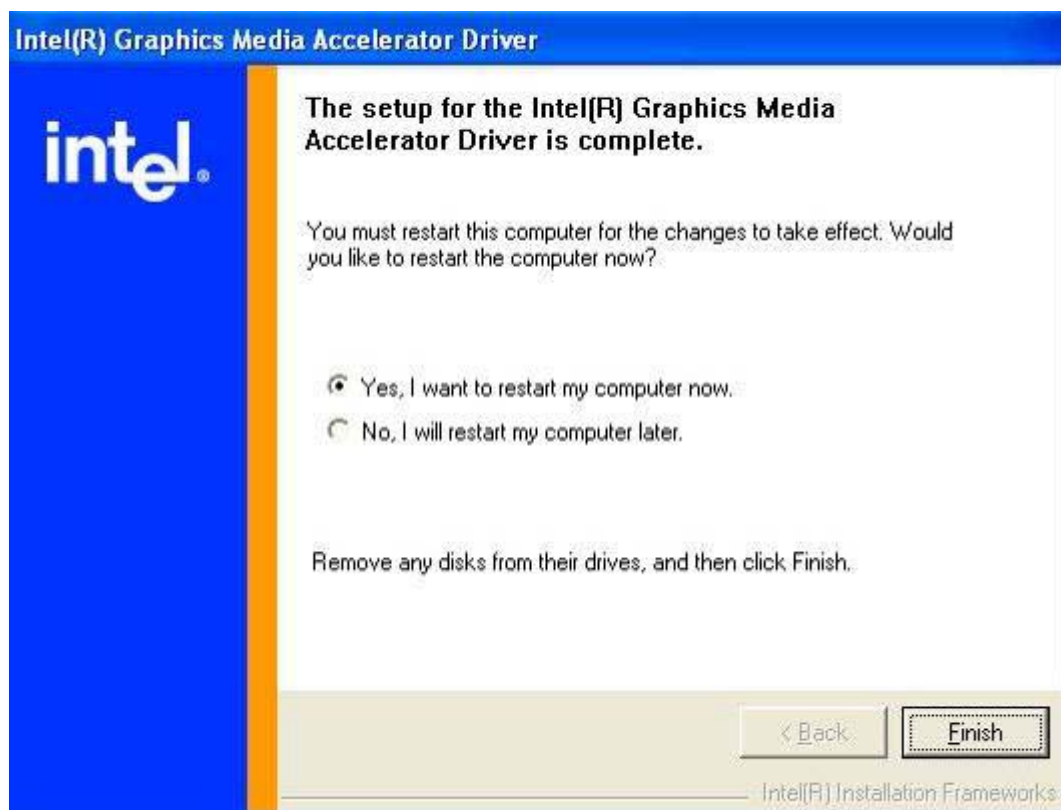 Intel(R) Graphics Media Accelerator Driver
intel®
The setup for the Intel(R) Graphics Media
Accelerator Driver is complete.
You must restart this computer for the changes to take effect. Would
you like to restart the computer now?
Yes, I want to restart my computer now.
No, I will restart my computer later.
Remove any disks from their drives, and then click Finish.
< Back
Finish
Intel(R) Installation Frameworks